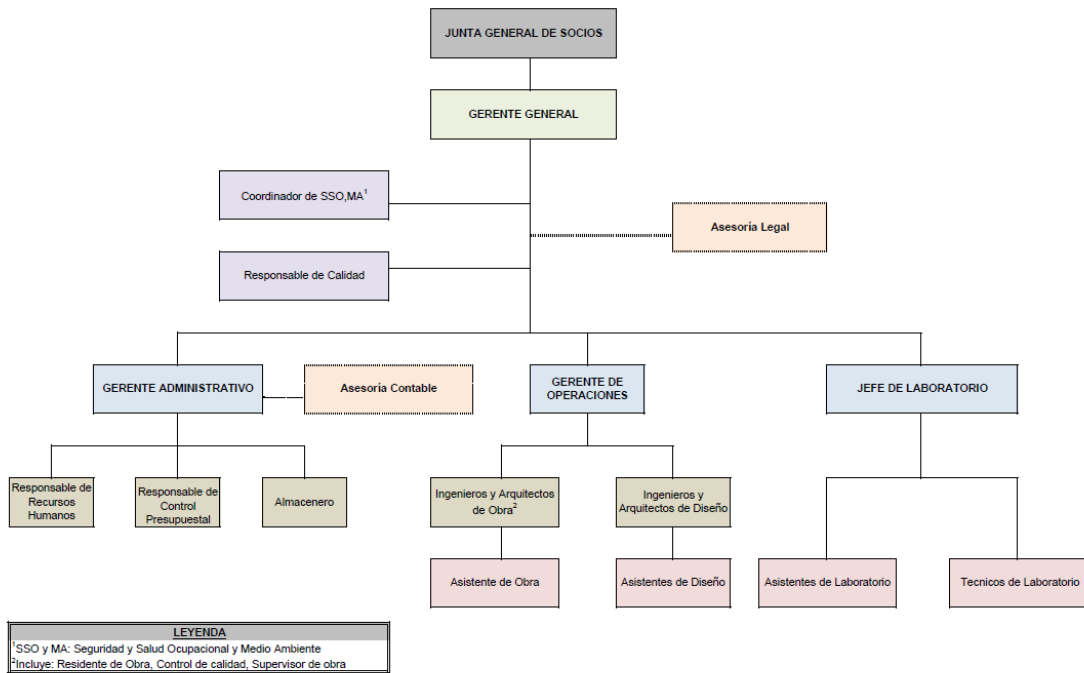 JUNTA GENERAL DE SOCIOS
GERENTE GENERAL
Coordinador de SSO,MA¹
Asesoría Legal
Responsable de Calidad
GERENTE ADMINISTRATIVO
Asesoría Contable
GERENTE DE
OPERACIONES
JEFE DE LABORATORIO
Responsable de
Recursos
Humanos
Responsable de
Control
Presupuestal
Almacenero
Ingenieros y Arquitectos
de Obra²
Ingenieros y
Arquitectos de Diseño
Asistente de Obra
Asistentes de Diseño
Asistentes de Laboratorio
Tecnicos de Laboratorio
LEYENDA
¹SSO y MA: Seguridad y Salud Ocupacional y Medio Ambiente
²Incluye: Residente de Obra, Control de calidad, Supervisor de obra